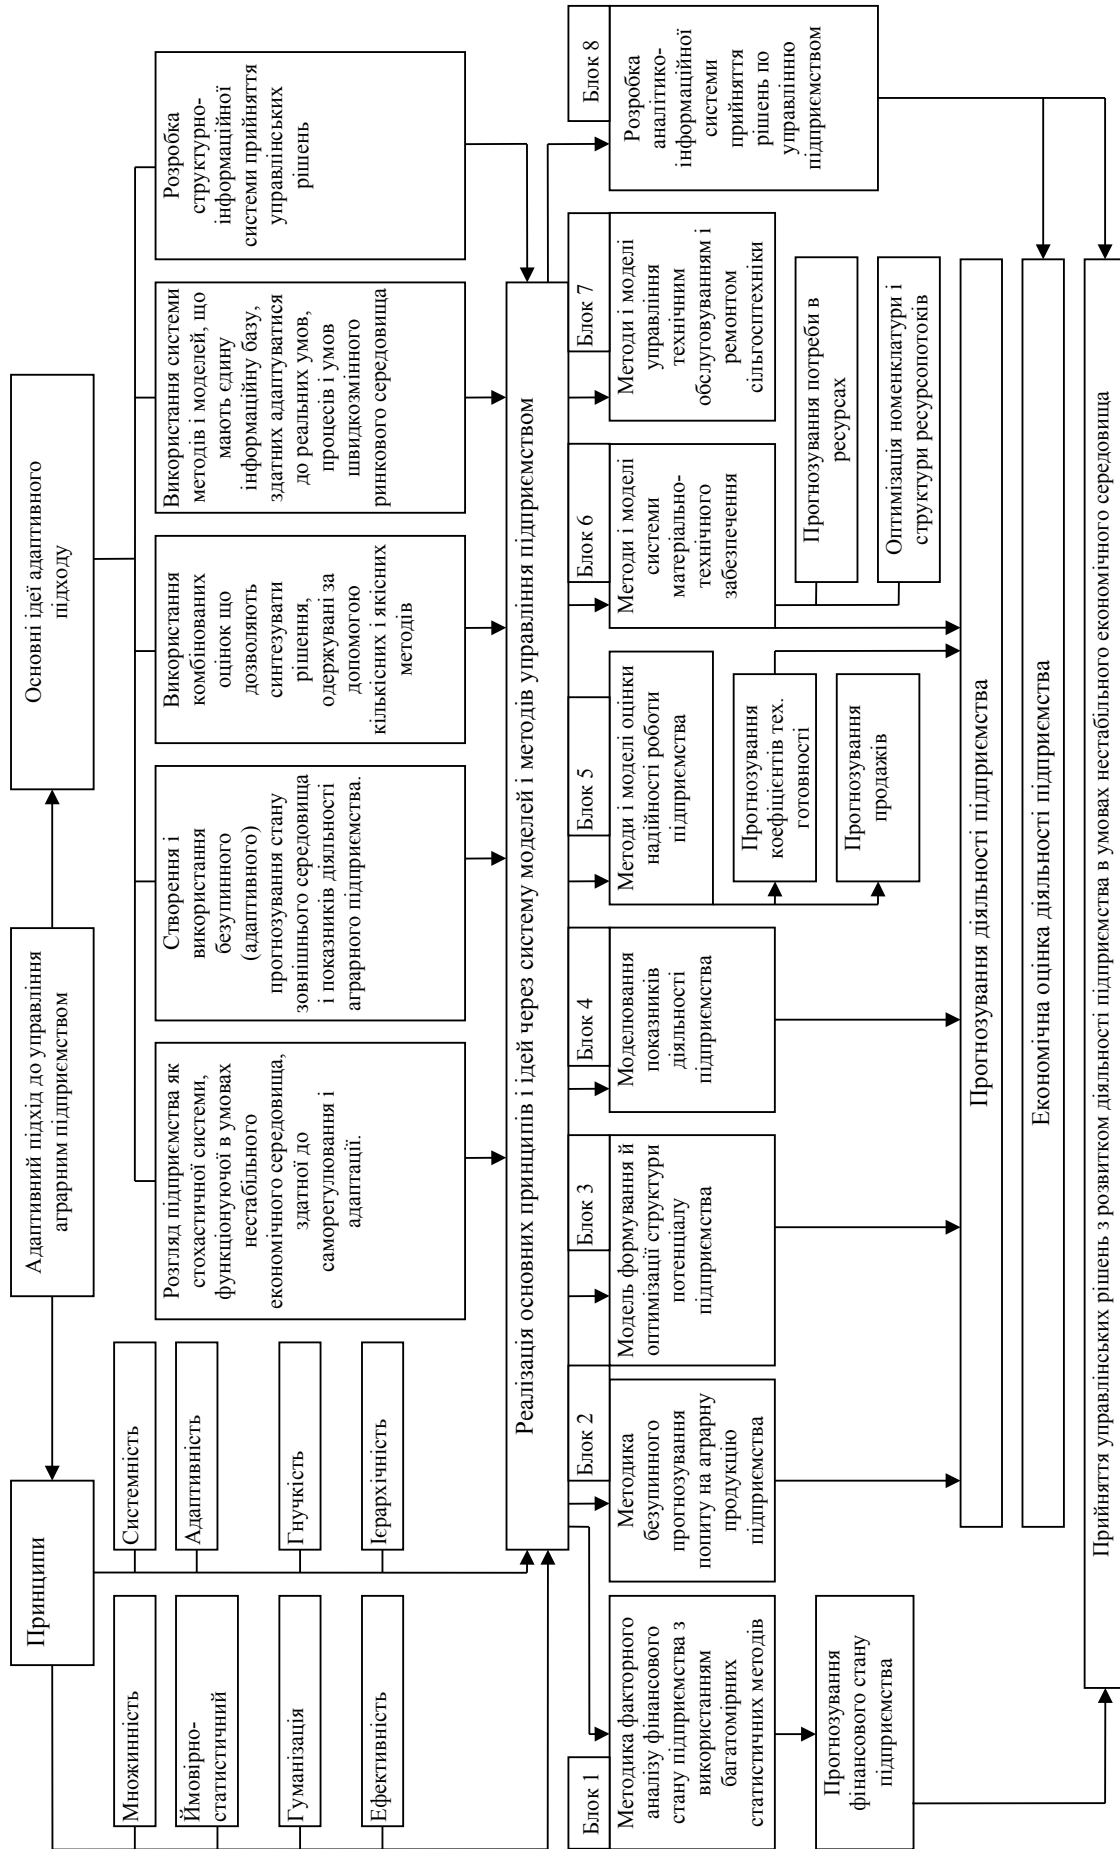 Адаптивний підхід до управління
аграрним підприємством
Принципи
Основні ідеї адаптивного
підходу
Множинність
Ймовірно-
статистичний
Гуманізація
Ефективність
Системність
Адаптивність
Гнучкість
Ієрархічність
Розгляд підприємства як
стохастичної системи,
функціонуючої в умовах
нестабільного
економічного середовища,
здатної до
саморегулювання і
адаптації.
Створення і
використання
безупинного
(адаптивного)
прогнозування стану
зовнішнього середовища
і показників діяльності
аграрного підприємства.
Використання
комбінованих
оцінок що
дозволяють
синтезувати
рішення,
одержувані за
допомогою
кількісних і якісних
методів
Використання системи
методів і моделей, що
мають єдину
інформаційну базу,
здатних адаптуватися
до реальних умов,
процесів і умов
швидкозмінного
ринкового середовища
Розробка
структурно-
інформаційної
системи прийняття
управлінських
рішень
Реалізація основних принципів і ідей через систему моделей і методів управління підприємством
Блок 1
Методика факторного
аналізу фінансового
стану підприємства з
використанням
багатомірних
статистичних методів
Прогнозування
фінансового стану
підприємства
Блок 2
Методика
безупинного
прогнозування
попиту на аграрну
продукцію
підприємства
Блок 3
Модель формування й
оптимізації структури
потенціалу
підприємства
Блок 4
Моделювання
показників
діяльності
підприємства
Блок 5
Методи і моделі оцінки
надійності роботи
підприємства
Прогнозування
коефіцієнтів тех.
готовності
Прогнозування
продажів
Блок 6
Методи і моделі
системи
матеріально-
технічного
забезпечення
Прогнозування потреби в
ресурсах
Оптимізація номенклатури і
структури ресурсопотоків
Блок 7
Методи і моделі
управління
технічним
обслуговуванням і
ремонтом
сільгосптехніки
Блок 8
Розробка
аналітико-
інформаційної
системи
прийняття
рішень по
управлінню
підприємством
Прогнозування діяльності підприємства
Економічна оцінка діяльності підприємства
Прийняття управлінських рішень з розвитком діяльності підприємства в умовах нестабільного економічного середовища